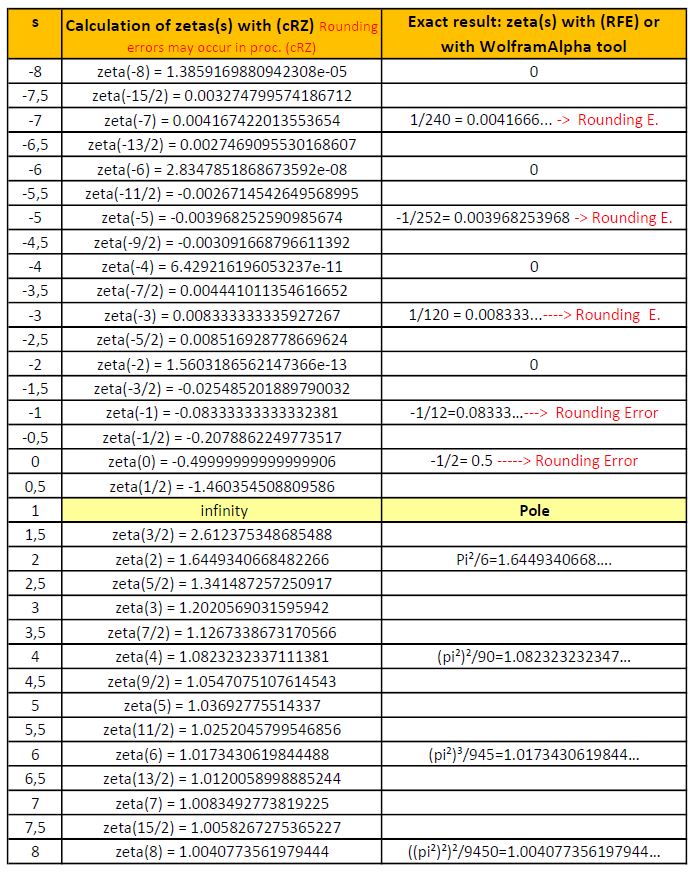 s Calculation of zetas(s) with (cRZ) Rounding errors may occur in proc. (cRZ) Exact result: zeta(s) with (RFE) or with WolframAlpha tool
-8 zeta(-8) = 1.3859169880942308e-05 0
-7,5 zeta(-15/2) = 0.003274799574186712
-7 zeta(-7) = 0.004167422013553654 1/240 = 0.0041666... -> Rounding E.
-6,5 zeta(-13/2) = 0.0027469095530168607
-6 zeta(-6) = 2.8347851868673592e-08 0
-5,5 zeta(-11/2) = -0.0026714542649568995
-5 zeta(-5) = -0.003968252590985674 -1/252= 0.003968253968 -> Rounding E.
-4,5 zeta(-9/2) = -0.003091668796611392
-4 zeta(-4) = 6.429216196053237e-11 0
-3,5 zeta(-7/2) = 0.004441011354616652
-3 zeta(-3) = 0.008333333335927267 1/120 = 0.008333...----> Rounding E.
-2,5 zeta(-5/2) = 0.008516928778669624
-2 zeta(-2) = 1.5603186562147366e-13 0
-1,5 zeta(-3/2) = -0.025485201889790032
-1 zeta(-1) = -0.08333333333332381 -1/12=0.08333...---> Rounding Error
-0,5 zeta(-1/2) = -0.2078862249773517
0 zeta(0) = -0.49999999999999906 -1/2= 0.5 -----> Rounding Error
0,5 zeta(1/2) = -1.460354508809586
1 infinity Pole
1,5 zeta(3/2) = 2.612375348685488
2 zeta(2) = 1.6449340668482266 Pi²/6=1.6449340668....
2,5 zeta(5/2) = 1.341487257250917
3 zeta(3) = 1.2020569031595942
3,5 zeta(7/2) = 1.1267338673170566
4 zeta(4) = 1.0823232337111381 (pi²)²/90=1.082323232347...
4,5 zeta(9/2) = 1.0547075107614543
5 zeta(5) = 1.03692775514337
5,5 zeta(11/2) = 1.0252045799546856
6 zeta(6) = 1.0173430619844488 (pi²)³/945=1.0173430619844...
6,5 zeta(13/2) = 1.0120058998885244
7 zeta(7) = 1.0083492773819225
7,5 zeta(15/2) = 1.0058267275365227
8 zeta(8) = 1.0040773561979444 ((pi²)²)²/9450=1.004077356197944...